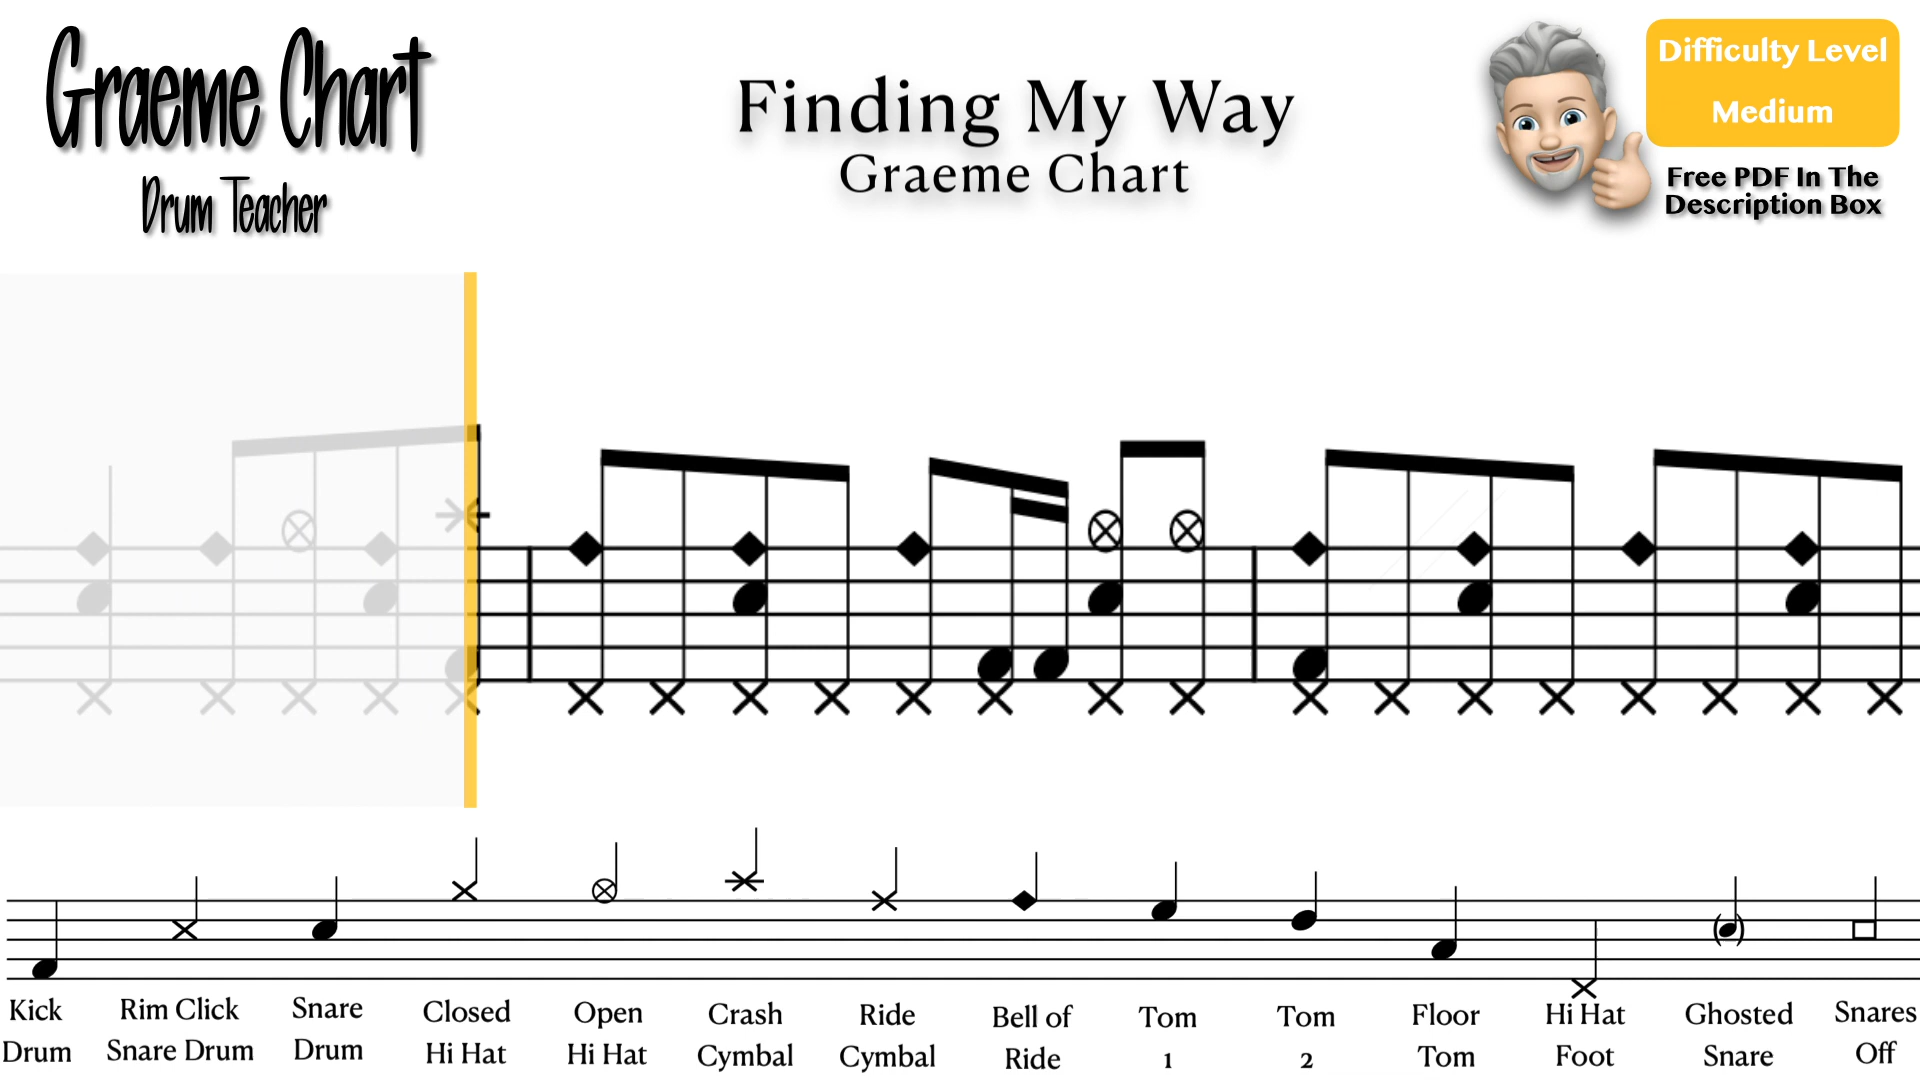 Graeme Chart
Drum Teacher
Finding My Way
Graeme Chart
Difficulty Level
Medium
Free PDF In The
Description Box
Kick
Drum
Rim Click
Snare Drum
Snare
Drum
Closed
Hi Hat
Open
Hi Hat
Crash
Cymbal
Ride
Cymbal
Bell of
Ride
Tom
1
Tom
2
Floor
Tom
Hi Hat
Foot
Ghosted
Snare
Snares
Off